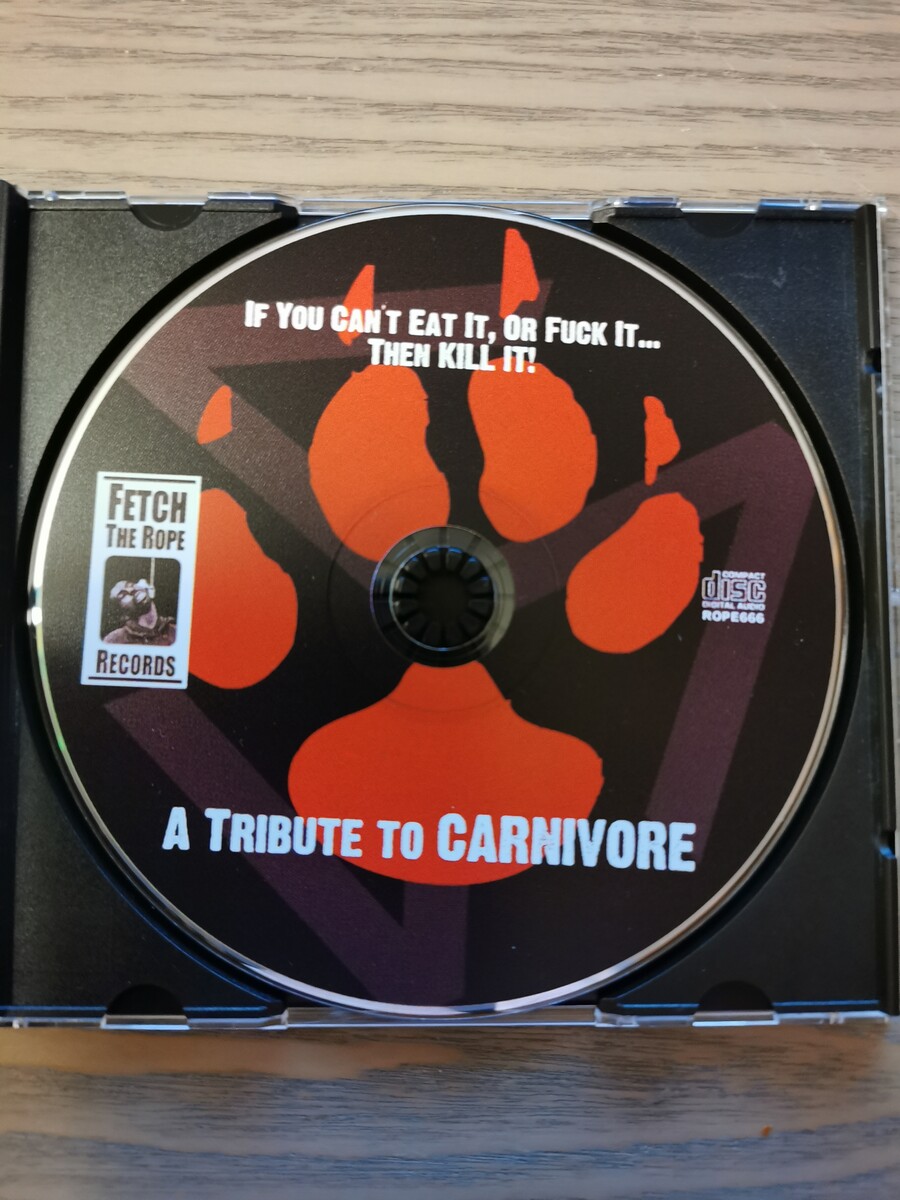 If You Can't Eat It, Or Fuck It...
Then Kill It!
Fetch
The Rope
Records
COMPACT
disc
DIGITAL AUDIO
ROPE666
A Tribute to CARNIVORE